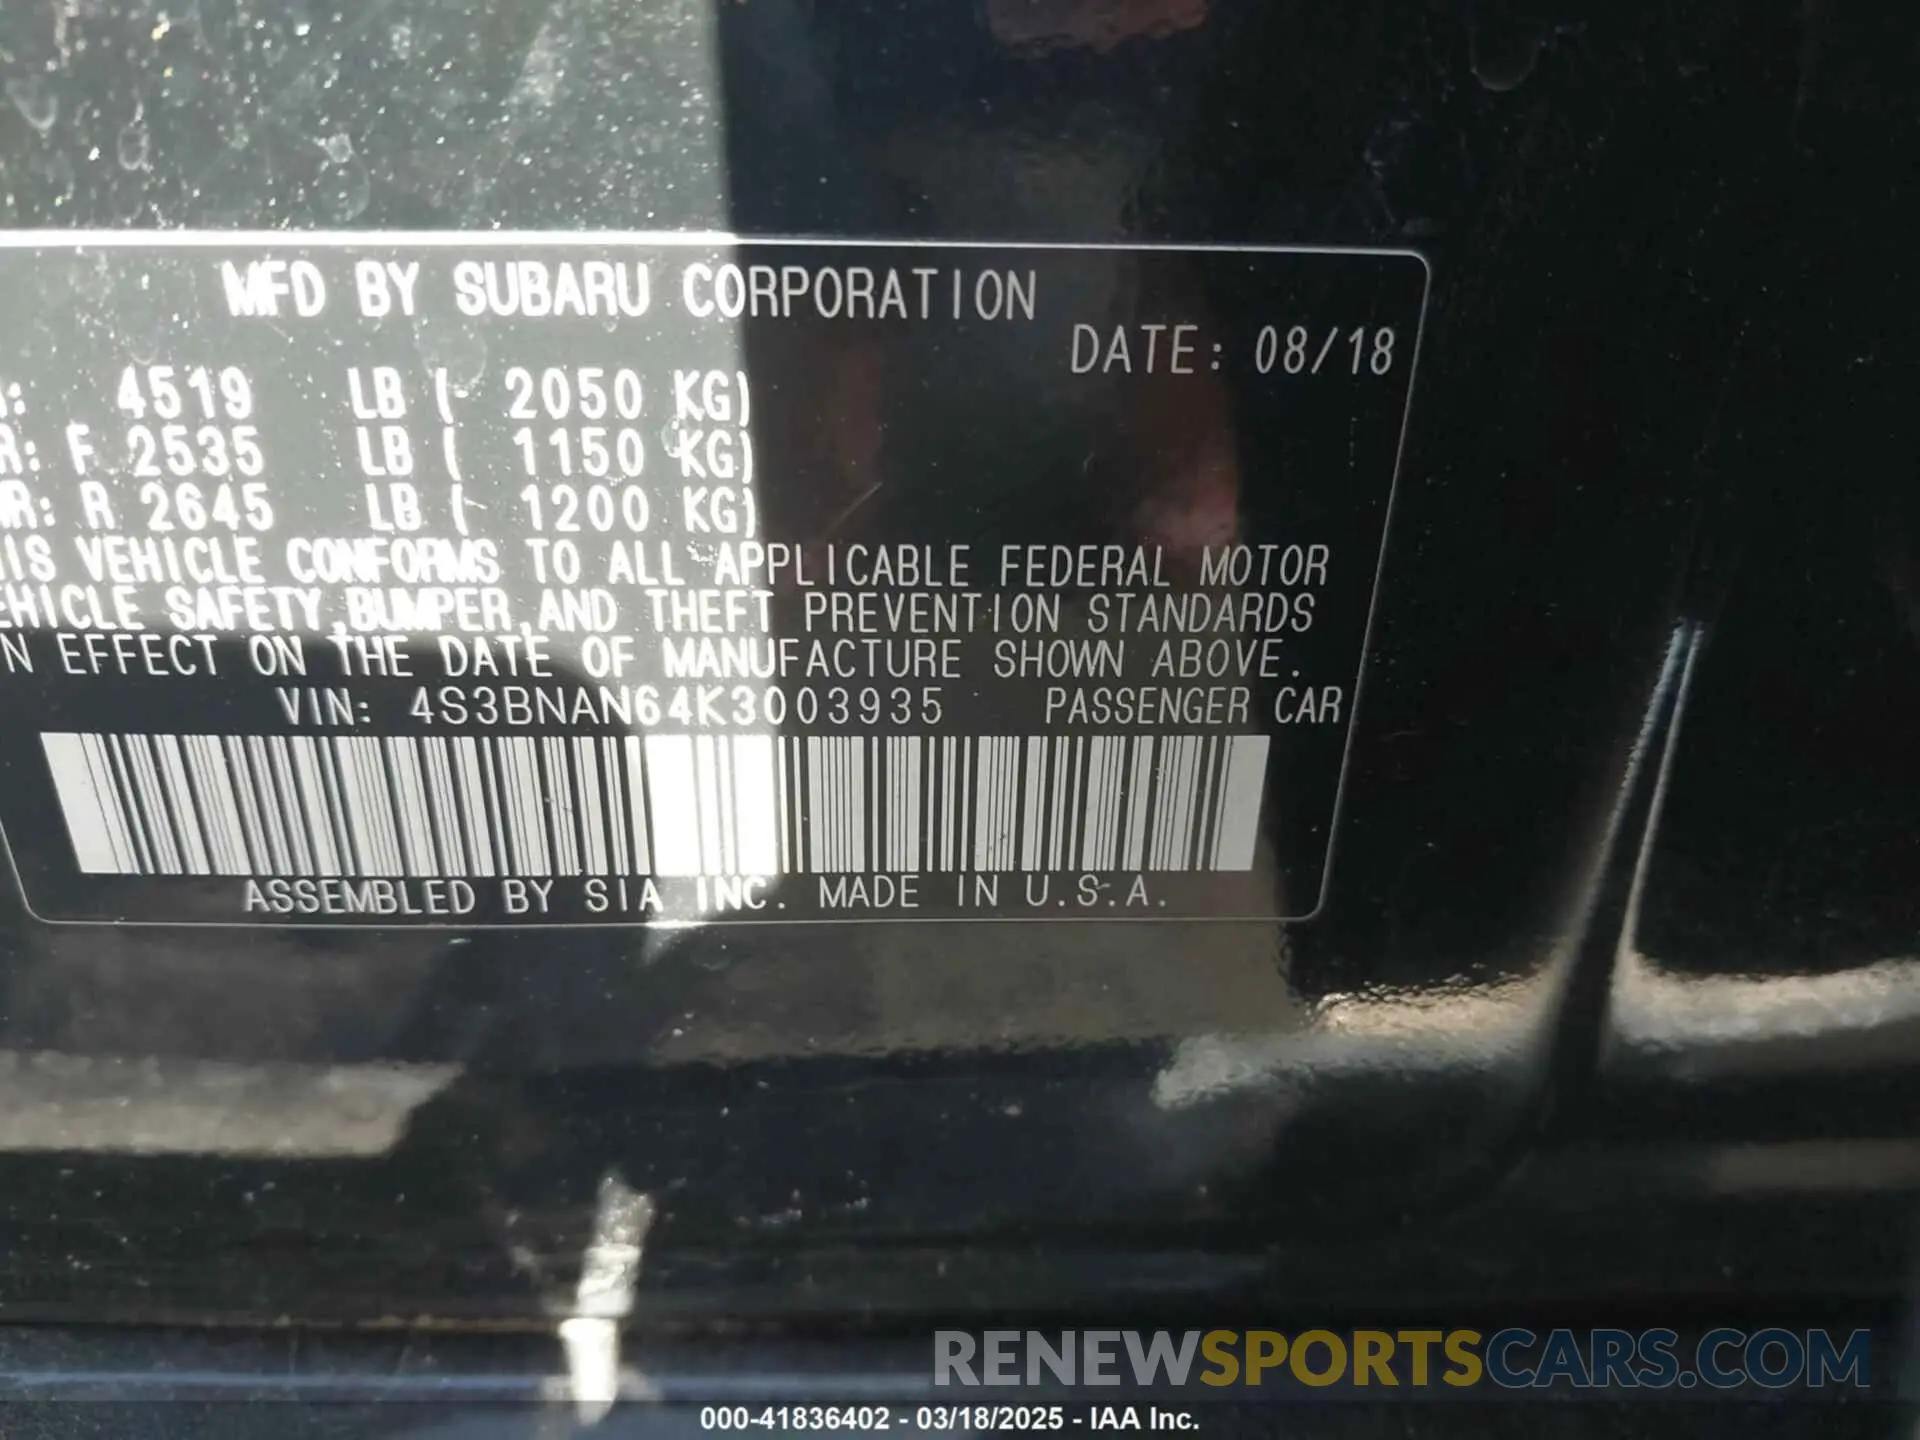 MFD BY SUBARU CORPORATION
DATE: 08/18
4519 LB ( 2050 KG)
F 2535 LB ( 1150 KG)
R 2645 LB ( 1200 KG)
VEHICLE CONFORMS TO ALL APPLICABLE FEDERAL MOTOR
SAFETY,BUMPER,AND THEFT PREVENTION STANDARDS
EFFECT ON THE DATE OF MANUFACTURE SHOWN ABOVE.
VIN: 4S3BNAN64K3003935 PASSENGER CAR
ASSEMBLED BY SIA INC. MADE IN U.S.A.
RENEWSPORTSCARS.COM
000-41836402 - 03/18/2025 - IAA Inc.